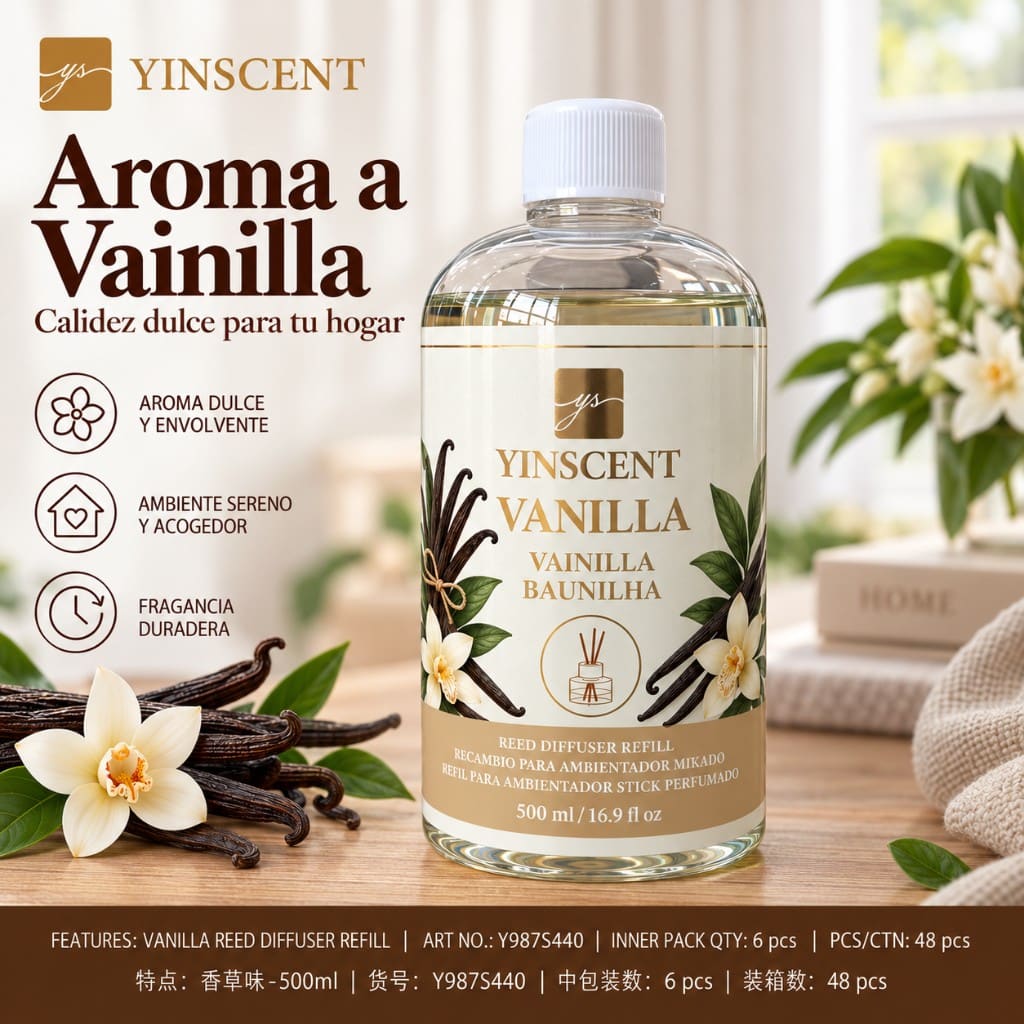 ys
YINSCENT
Aroma a
Vainilla
Calidez dulce para tu hogar
AROMA DULCE
Y ENVOLVENTE
AMBIENTE SERENO
Y ACOGEDOR
FRAGANCIA
DURADERA
ys
YINSCENT
VANILLA
VAINILLA
BAUNILHA
REED DIFFUSER REFILL
RECAMBIO PARA AMBIENTADOR MIKADO
REFIL PARA AMBIENTADOR STICK PERFUMADO
500 ml / 16.9 fl oz
HOME
FEATURES: VANILLA REED DIFFUSER REFILL | ART NO.: Y987S440 | INNER PACK QTY: 6 pcs | PCS/CTN: 48 pcs
特点：香草味-500ml | 货号：Y987S440 | 中包装数：6 pcs | 装箱数：48 pcs